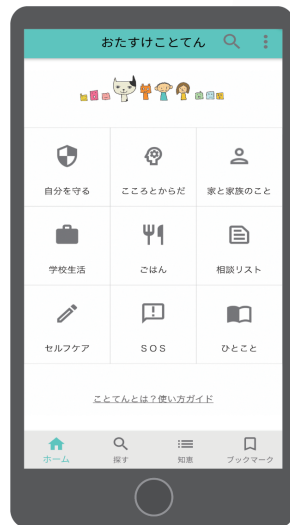 おたすけことてん
自分を守る
こころとからだ
家と家族のこと
学校生活
ごはん
相談リスト
セルフケア
SOS
ひとこと
ことてんとは？使い方ガイド
ホーム
探す
知恵
ブックマーク